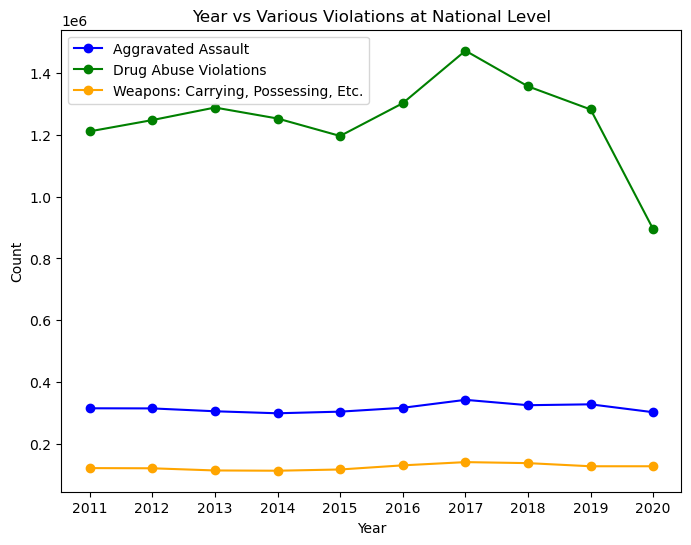 Year vs Various Violations at National Level
1e6
Aggravated Assault
Drug Abuse Violations
Weapons: Carrying, Possessing, Etc.
1.4
1.2
1.0
0.8
0.6
0.4
0.2
Count
2011 2012 2013 2014 2015 2016 2017 2018 2019 2020
Year